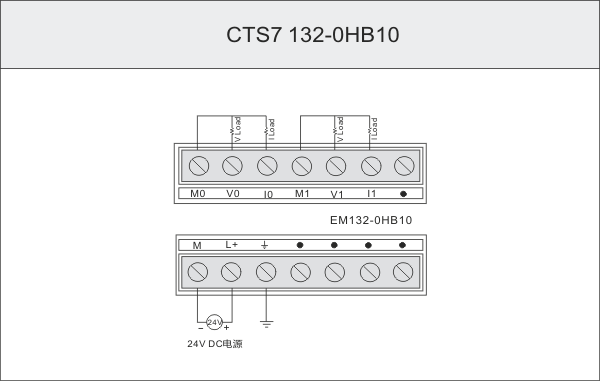 CTS7 132-0HB10
V Load
I Load
V Load
I Load
M0 V0 I0 M1 V1 I1 ●
EM132-0HB10
M L+ ⏚ ● ● ● ●
24V
− +
24V DC电源